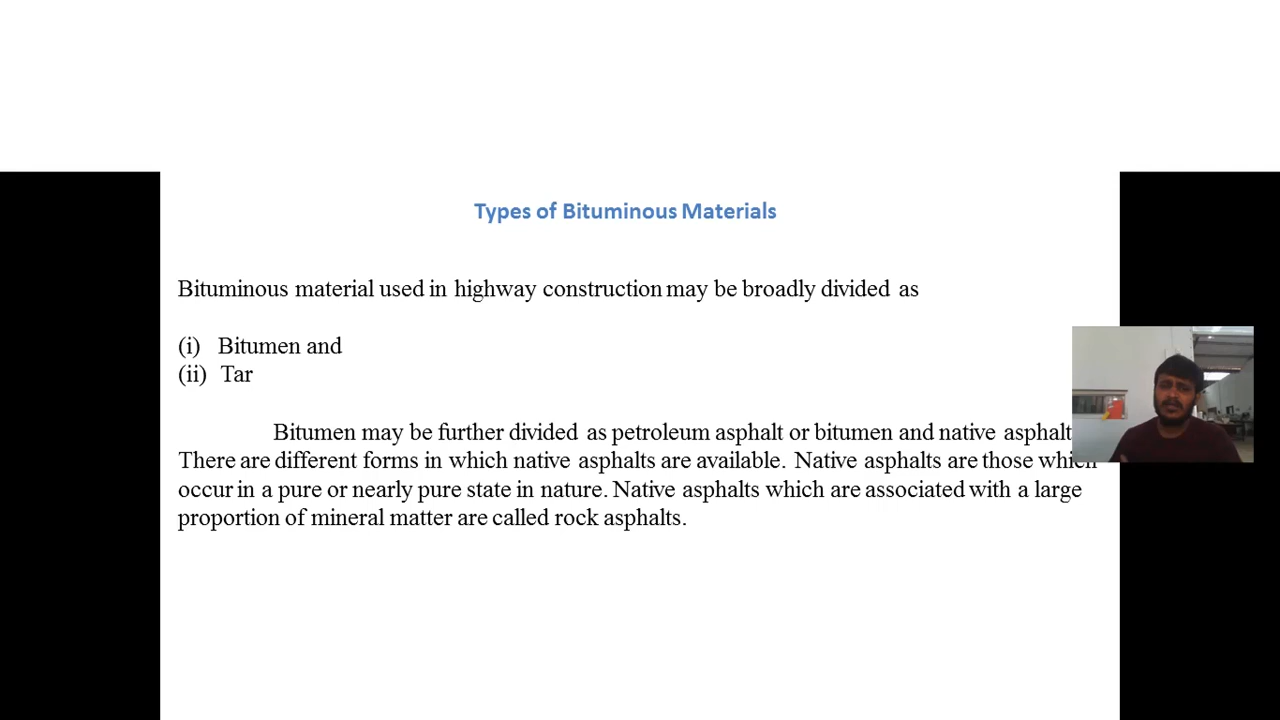 Types of Bituminous Materials
Bituminous material used in highway construction may be broadly divided as
(i) Bitumen and
(ii) Tar
Bitumen may be further divided as petroleum asphalt or bitumen and native asphalt
There are different forms in which native asphalts are available. Native asphalts are those which
occur in a pure or nearly pure state in nature. Native asphalts which are associated with a large
proportion of mineral matter are called rock asphalts.